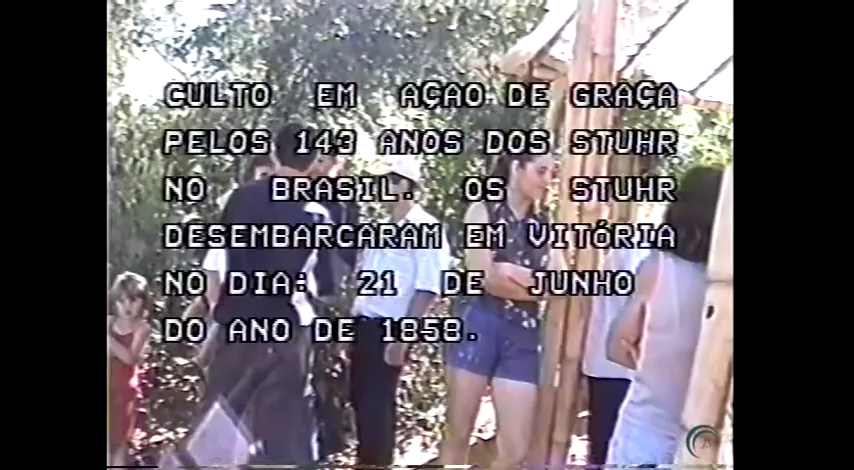 CULTO EM AÇAO DE GRAÇA
PELOS 143 ANOS DOS STUHR
NO BRASIL. OS STUHR
DESEMBARCARAM EM VITóRIA
NO DIA: 21 DE JUNHO
DO ANO DE 1858.